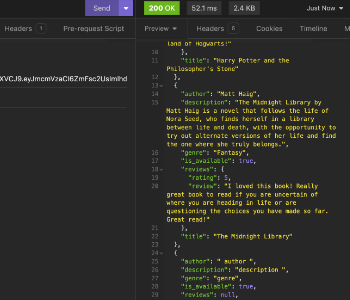 Send
200 OK
52.1 ms
2.4 KB
Just Now
Headers 1
Pre-request Script
Preview
Headers 8
Cookies
Timeline
land of Hogwarts!"
10 },
11 "title": "Harry Potter and the
Philosopher's Stone"
12 },
13 {
14 "author": "Matt Haig",
15 "description": "The Midnight Library by
Matt Haig is a novel that follows the life of
Nora Seed, who finds herself in a library
between life and death, with the opportunity to
try out alternate versions of her life and find
the one where she truly belongs.",
16 "genre": "Fantasy",
17 "is_available": true,
18 "reviews": {
19 "rating": 5,
20 "review": "I loved this book! Really
great book to read if you are uncertain of
where you are heading in life or are
questioning the choices you have made so far.
Great read!"
21 },
22 "title": "The Midnight Library"
23 },
24 {
25 "author": " author ",
26 "description": "description ",
27 "genre": "genre",
28 "is_available": true,
29 "reviews": null,